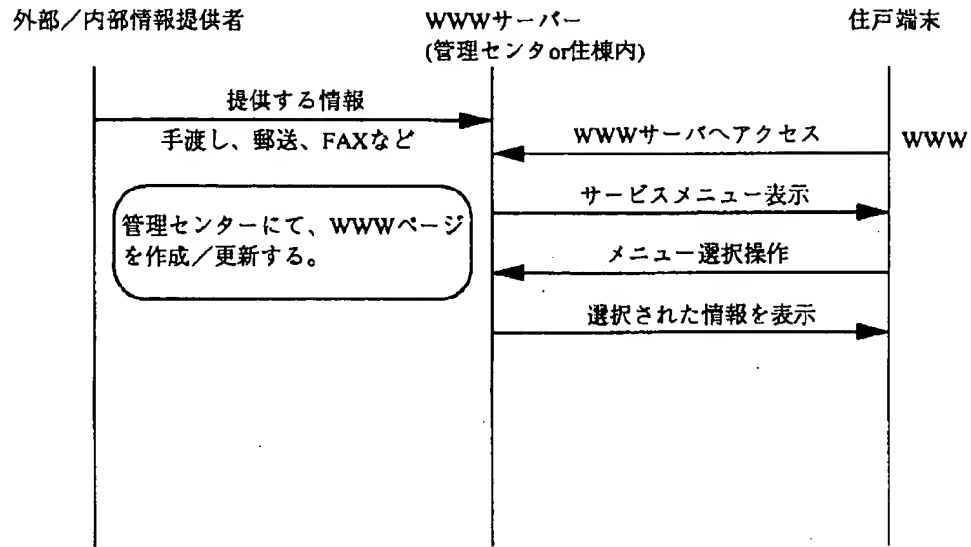 外部／内部情報提供者
WWWサーバー
(管理センタor住棟内)
住戸端末
提供する情報
手渡し、郵送、FAXなど
WWWサーバへアクセス
WWW
サービスメニュー表示
管理センターにて、WWWページ
を作成／更新する。
メニュー選択操作
選択された情報を表示